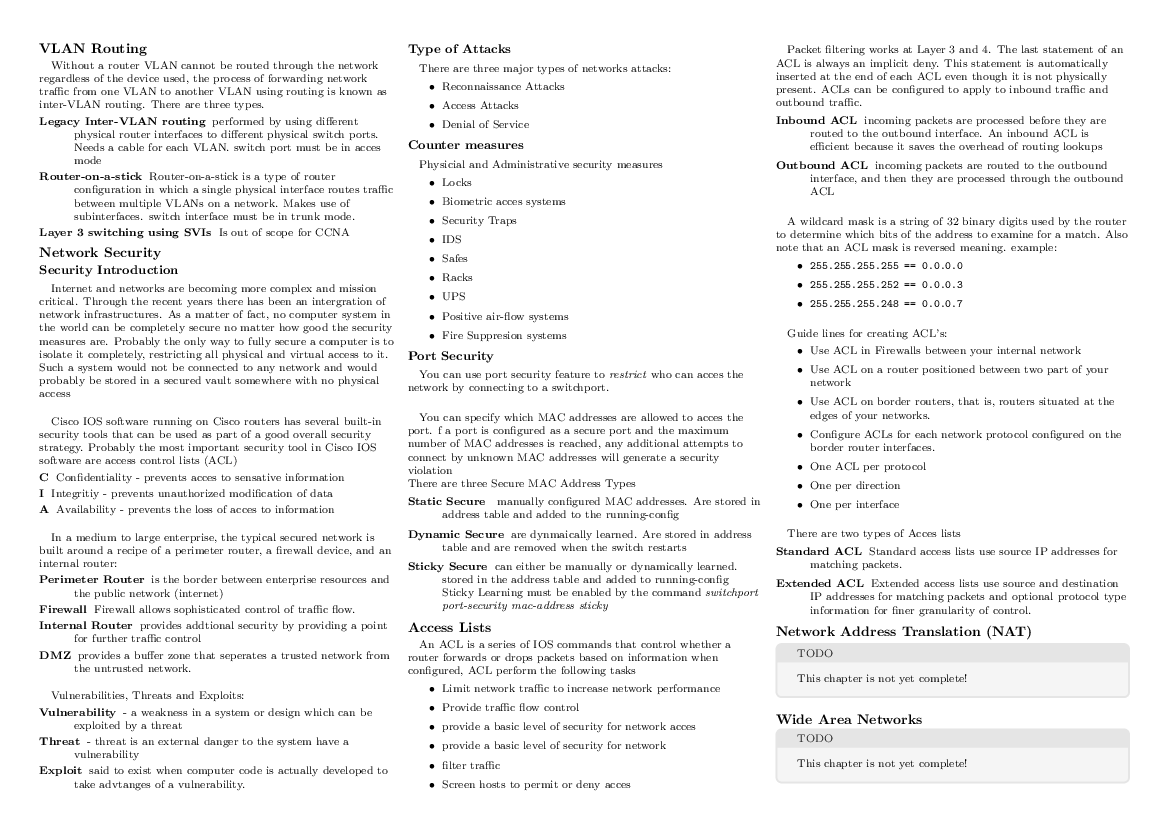 VLAN Routing
Without a router VLAN cannot be routed through the network
regardless of the device used, the process of forwarding network
traffic from one VLAN to another VLAN using routing is known as
inter-VLAN routing. There are three types.
Legacy Inter-VLAN routing performed by using different
physical router interfaces to different physical switch ports.
Needs a cable for each VLAN. switch port must be in acces
mode
Router-on-a-stick Router-on-a-stick is a type of router
configuration in which a single physical interface routes traffic
between multiple VLANs on a network. Makes use of
subinterfaces. switch interface must be in trunk mode.
Layer 3 switching using SVIs Is out of scope for CCNA
Network Security
Security Introduction
Internet and networks are becoming more complex and mission
critical. Through the recent years there has been an intergration of
network infrastructures. As a matter of fact, no computer system in
the world can be completely secure no matter how good the security
measures are. Probably the only way to fully secure a computer is to
isolate it completely, restricting all physical and virtual access to it.
Such a system would not be connected to any network and would
probably be stored in a secured vault somewhere with no physical
access
Cisco IOS software running on Cisco routers has several built-in
security tools that can be used as part of a good overall security
strategy. Probably the most important security tool in Cisco IOS
software are access control lists (ACL)
C Confidentiality - prevents acces to sensative information
I Integritiy - prevents unauthorized modification of data
A Availability - prevents the loss of acces to information
In a medium to large enterprise, the typical secured network is
built around a recipe of a perimeter router, a firewall device, and an
internal router:
Perimeter Router is the border between enterprise resources and
the public network (internet)
Firewall Firewall allows sophisticated control of traffic flow.
Internal Router provides addtional security by providing a point
for further traffic control
DMZ provides a buffer zone that seperates a trusted network from
the untrusted network.
Vulnerabilities, Threats and Exploits:
Vulnerability - a weakness in a system or design which can be
exploited by a threat
Threat - threat is an external danger to the system have a
vulnerability
Exploit said to exist when computer code is actually developed to
take advtanges of a vulnerability.
Type of Attacks
There are three major types of networks attacks:
• Reconnaissance Attacks
• Access Attacks
• Denial of Service
Counter measures
Physicial and Administrative security measures
• Locks
• Biometric acces systems
• Security Traps
• IDS
• Safes
• Racks
• UPS
• Positive air-flow systems
• Fire Suppresion systems
Port Security
You can use port security feature to restrict who can acces the
network by connecting to a switchport.
You can specify which MAC addresses are allowed to acces the
port. f a port is configured as a secure port and the maximum
number of MAC addresses is reached, any additional attempts to
connect by unknown MAC addresses will generate a security
violation
There are three Secure MAC Address Types
Static Secure manually configured MAC addresses. Are stored in
address table and added to the running-config
Dynamic Secure are dynmaically learned. Are stored in address
table and are removed when the switch restarts
Sticky Secure can either be manually or dynamically learned.
stored in the address table and added to running-config
Sticky Learning must be enabled by the command switchport
port-security mac-address sticky
Access Lists
An ACL is a series of IOS commands that control whether a
router forwards or drops packets based on information when
configured, ACL perform the following tasks
• Limit network traffic to increase network performance
• Provide traffic flow control
• provide a basic level of security for network acces
• provide a basic level of security for network
• filter traffic
• Screen hosts to permit or deny acces
Packet filtering works at Layer 3 and 4. The last statement of an
ACL is always an implicit deny. This statement is automatically
inserted at the end of each ACL even though it is not physically
present. ACLs can be configured to apply to inbound traffic and
outbound traffic.
Inbound ACL incoming packets are processed before they are
routed to the outbound interface. An inbound ACL is
efficient because it saves the overhead of routing lookups
Outbound ACL incoming packets are routed to the outbound
interface, and then they are processed through the outbound
ACL
A wildcard mask is a string of 32 binary digits used by the router
to determine which bits of the address to examine for a match. Also
note that an ACL mask is reversed meaning. example:
• 255.255.255.255 == 0.0.0.0
• 255.255.255.252 == 0.0.0.3
• 255.255.255.248 == 0.0.0.7
Guide lines for creating ACL's:
• Use ACL in Firewalls between your internal network
• Use ACL on a router positioned between two part of your
network
• Use ACL on border routers, that is, routers situated at the
edges of your networks.
• Configure ACLs for each network protocol configured on the
border router interfaces.
• One ACL per protocol
• One per direction
• One per interface
There are two types of Acces lists
Standard ACL Standard access lists use source IP addresses for
matching packets.
Extended ACL Extended access lists use source and destination
IP addresses for matching packets and optional protocol type
information for finer granularity of control.
Network Address Translation (NAT)
TODO
This chapter is not yet complete!
Wide Area Networks
TODO
This chapter is not yet complete!